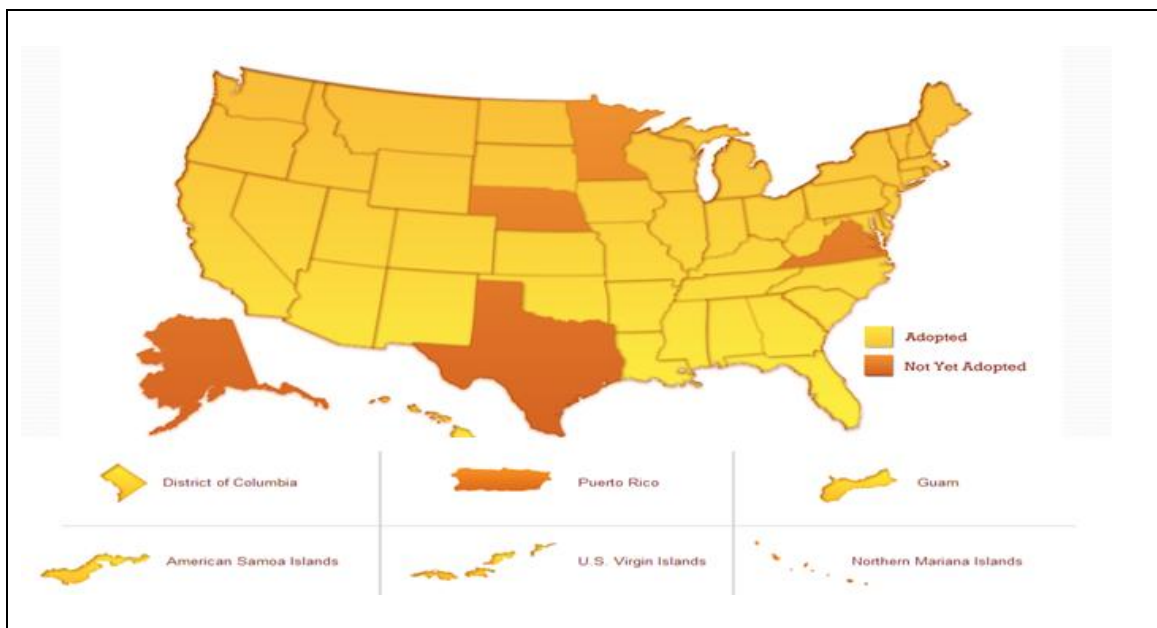 Adopted
Not Yet Adopted
District of Columbia
Puerto Rico
Guam
American Samoa Islands
U.S. Virgin Islands
Northern Mariana Islands